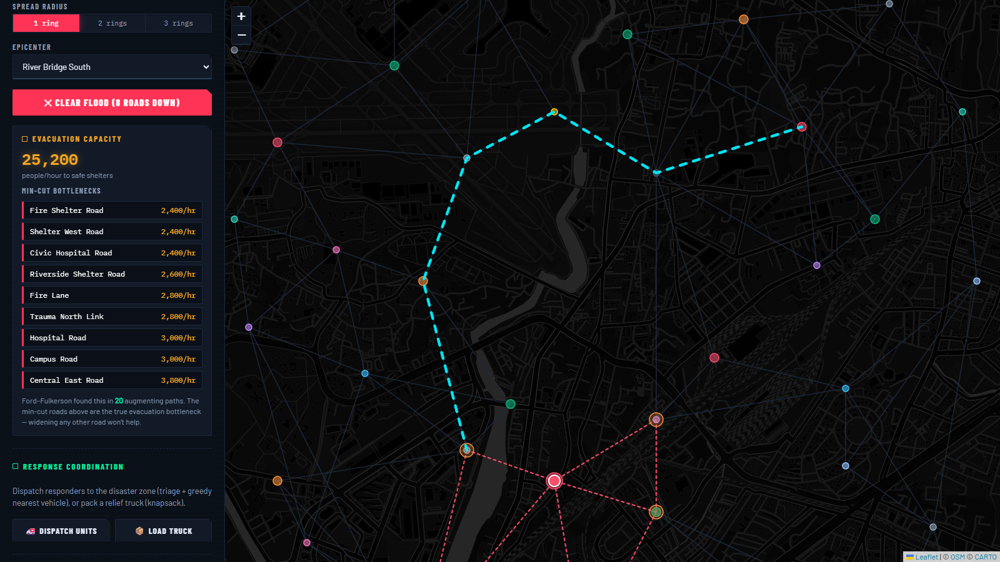 SPREAD RADIUS
1 ring
2 rings
3 rings
EPICENTER
River Bridge South
CLEAR FLOOD (8 ROADS DOWN)
EVACUATION CAPACITY
25,200
people/hour to safe shelters
MIN-CUT BOTTLENECKS
Fire Shelter Road 2,400/hr
Shelter West Road 2,400/hr
Civic Hospital Road 2,400/hr
Riverside Shelter Road 2,600/hr
Fire Lane 2,800/hr
Trauma North Link 2,800/hr
Hospital Road 3,000/hr
Campus Road 3,000/hr
Central East Road 3,800/hr
Ford–Fulkerson found this in 20 augmenting paths. The
min-cut roads above are the true evacuation bottleneck
— widening any other road won't help.
RESPONSE COORDINATION
Dispatch responders to the disaster zone (triage + greedy
nearest vehicle), or pack a relief truck (knapsack).
DISPATCH UNITS
LOAD TRUCK
+
−
Leaflet | © OSM © CARTO